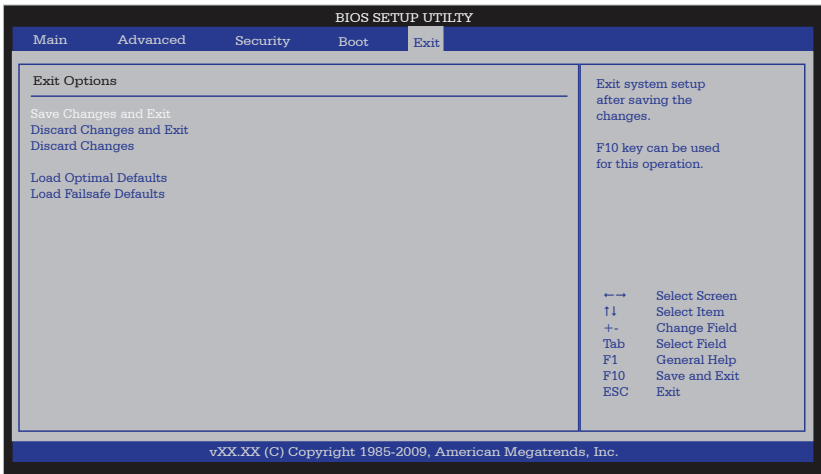 BIOS SETUP UTILTY
Main Advanced Security Boot Exit
Exit Options
Save Changes and Exit
Discard Changes and Exit
Discard Changes
Load Optimal Defaults
Load Failsafe Defaults
Exit system setup
after saving the
changes.
F10 key can be used
for this operation.
←→ Select Screen
↑↓ Select Item
+- Change Field
Tab Select Field
F1 General Help
F10 Save and Exit
ESC Exit
vXX.XX (C) Copyright 1985-2009, American Megatrends, Inc.